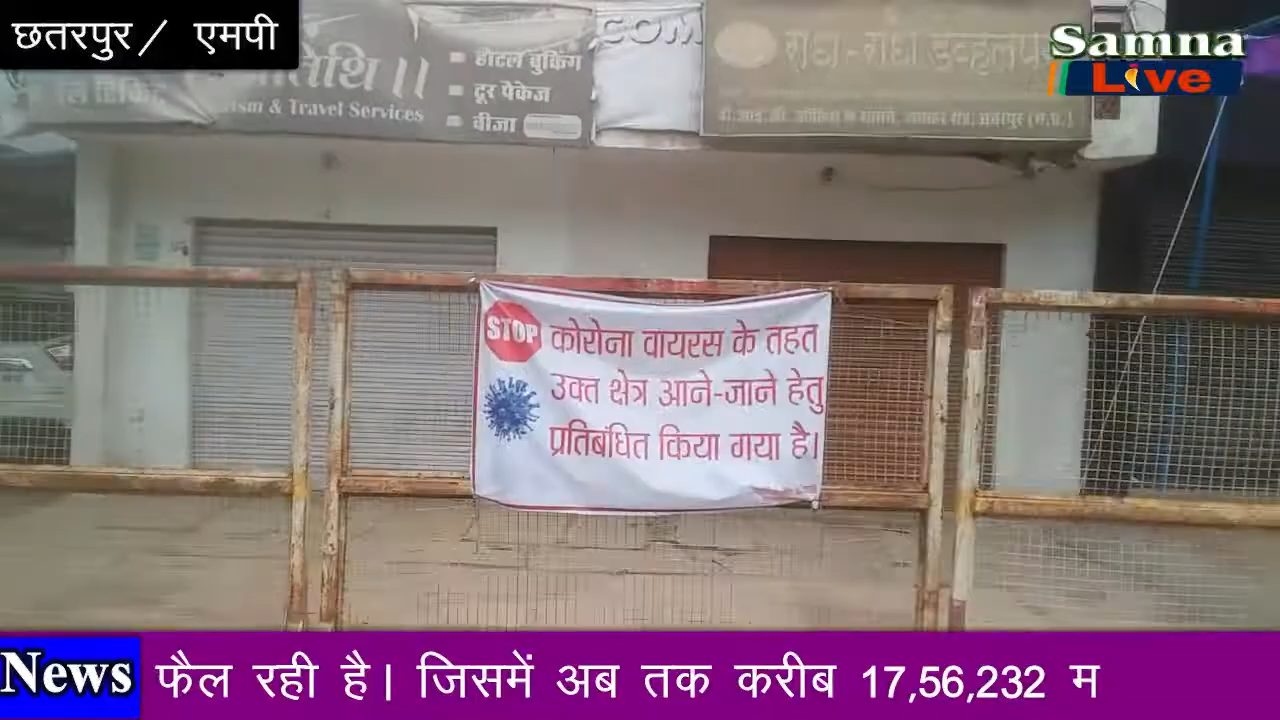 छतरपुर/ एमपी
Samna
Live
■ होटल बुकिंग
■ टूर पैकेज
■ वीजा
& Travel Services
.COM
राधा-राधा
STOP
कोरोना वायरस के तहत
उक्त क्षेत्र आने-जाने हेतु
प्रतिबंधित किया गया है।
News
फैल रही है। जिसमें अब तक करीब 17,56,232 म